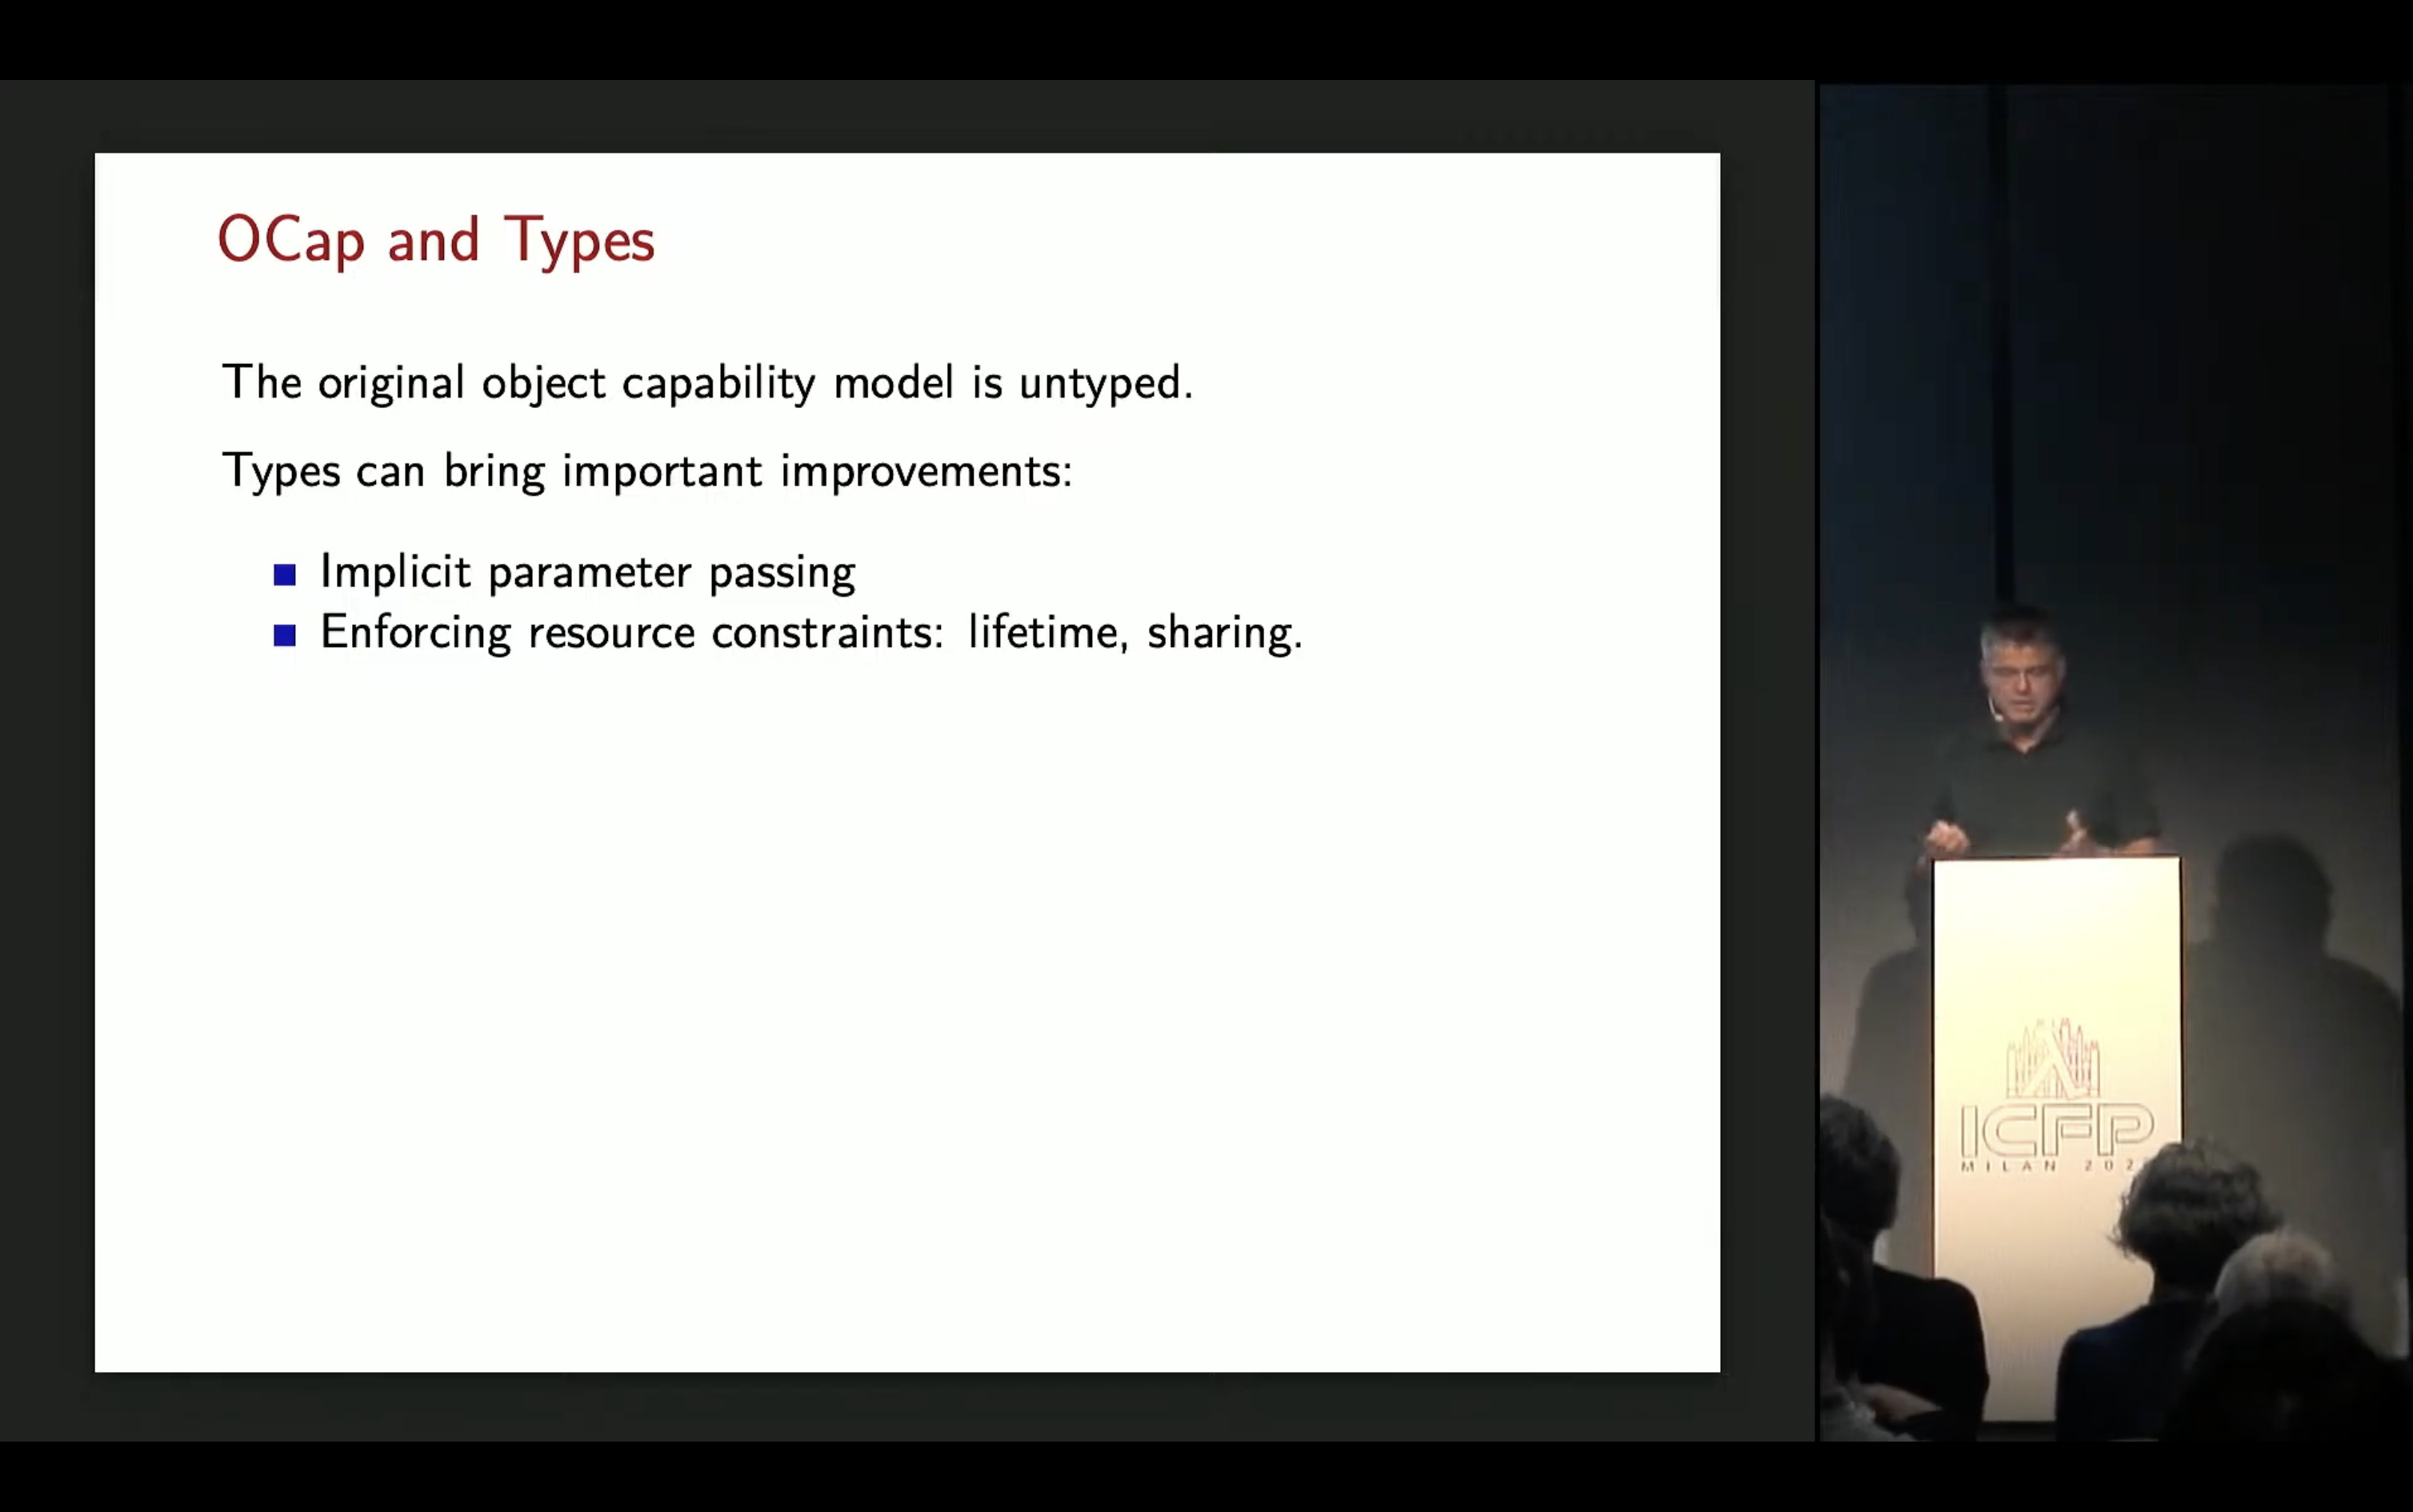 OCap and Types
The original object capability model is untyped.
Types can bring important improvements:
Implicit parameter passing
Enforcing resource constraints: lifetime, sharing.
ICFP
MILAN 202